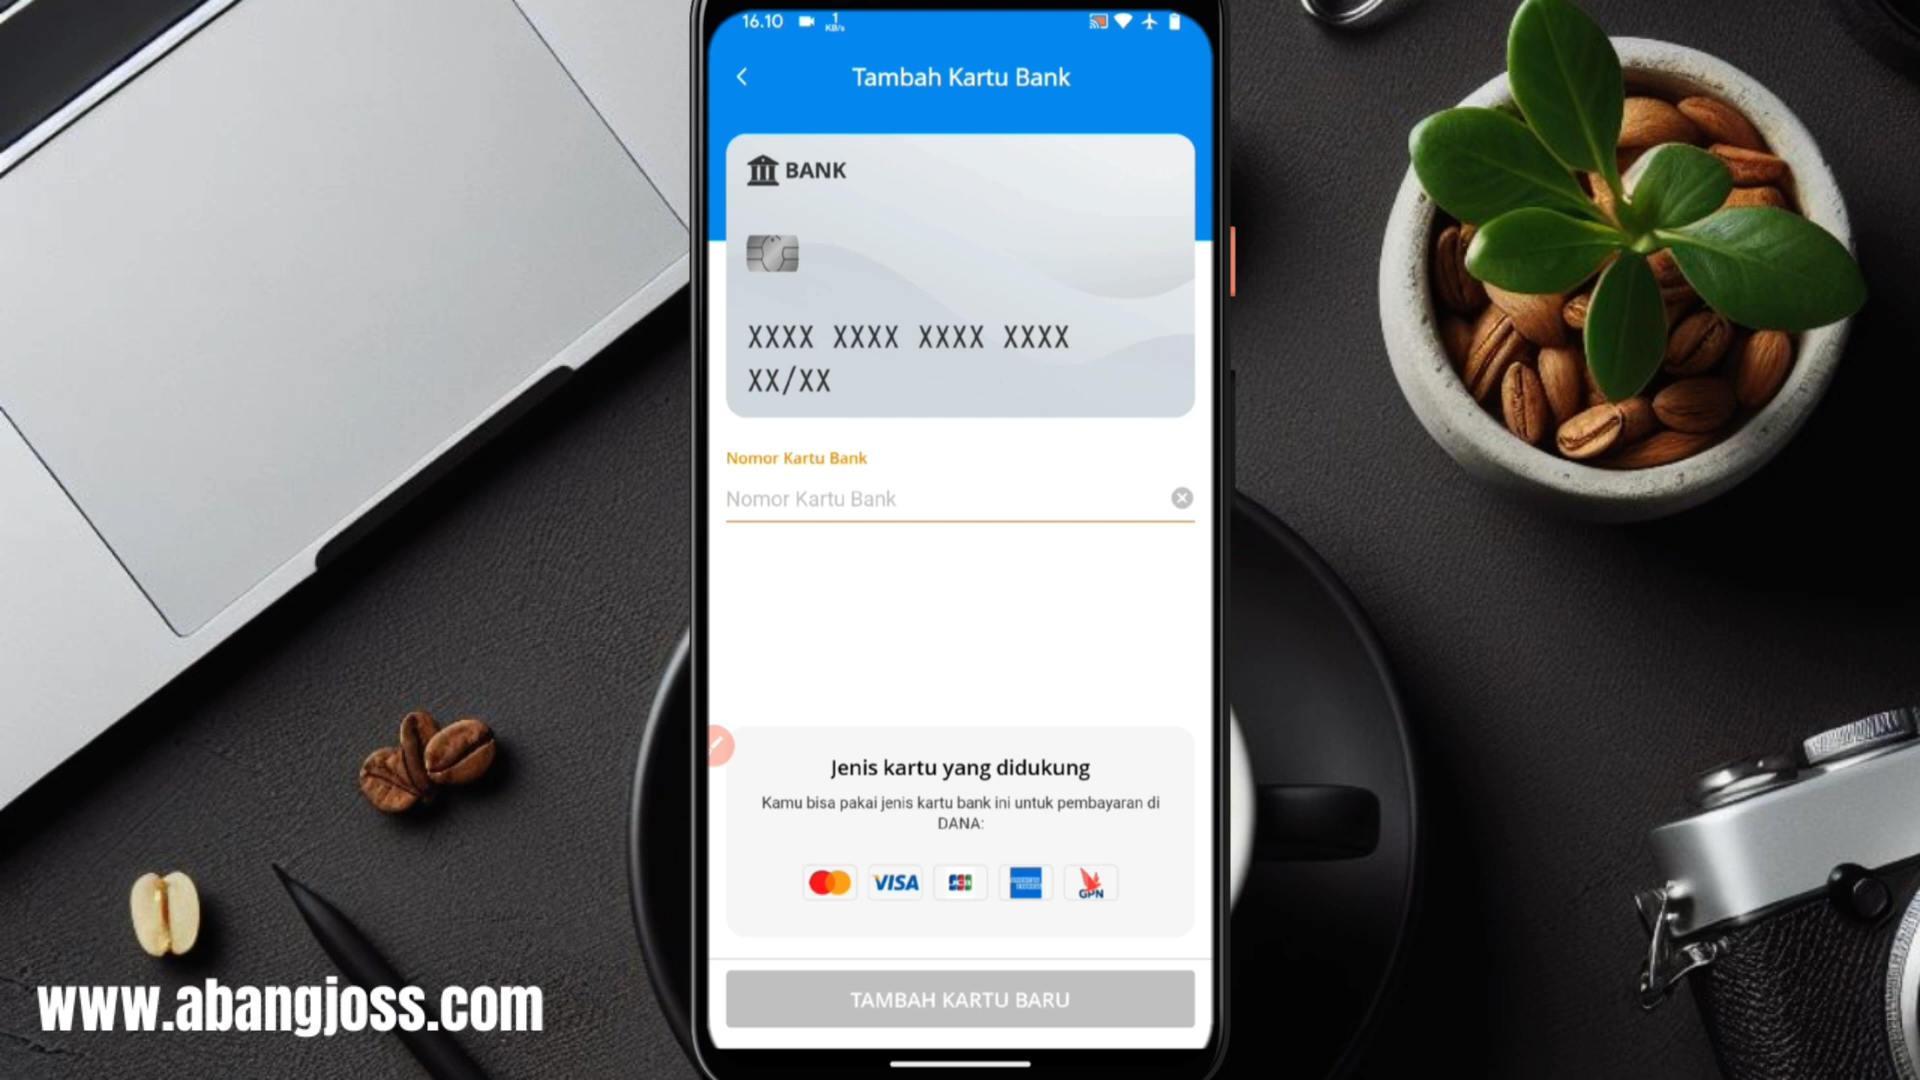 16.10
1
KB/s
Tambah Kartu Bank
BANK
XXXX XXXX XXXX XXXX
XX/XX
Nomor Kartu Bank
Nomor Kartu Bank
Jenis kartu yang didukung
Kamu bisa pakai jenis kartu bank ini untuk pembayaran di
DANA:
VISA
JCB
GPN
TAMBAH KARTU BARU
www.abangjoss.com